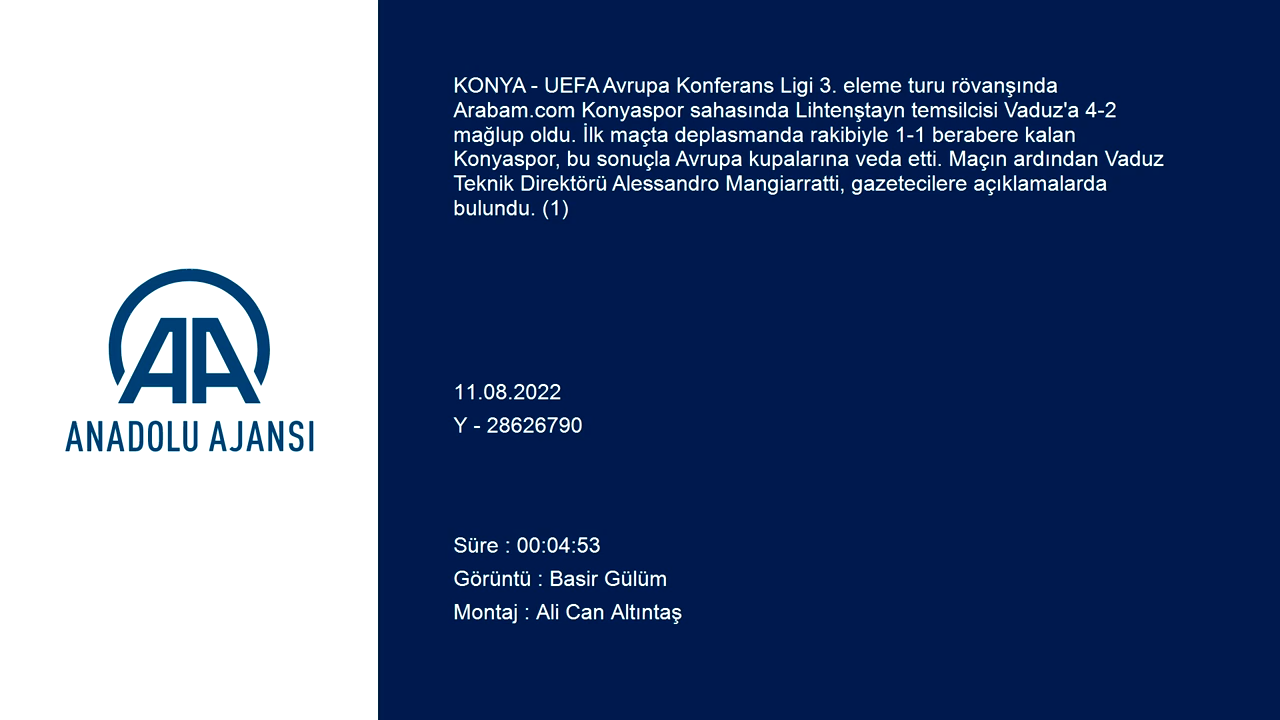 KONYA - UEFA Avrupa Konferans Ligi 3. eleme turu rövanşında
Arabam.com Konyaspor sahasında Lihtenştayn temsilcisi Vaduz'a 4-2
mağlup oldu. İlk maçta deplasmanda rakibiyle 1-1 berabere kalan
Konyaspor, bu sonuçla Avrupa kupalarına veda etti. Maçın ardından Vaduz
Teknik Direktörü Alessandro Mangiarratti, gazetecilere açıklamalarda
bulundu. (1)
AA
ANADOLU AJANSI
11.08.2022
Y - 28626790
Süre : 00:04:53
Görüntü : Basir Gülüm
Montaj : Ali Can Altıntaş